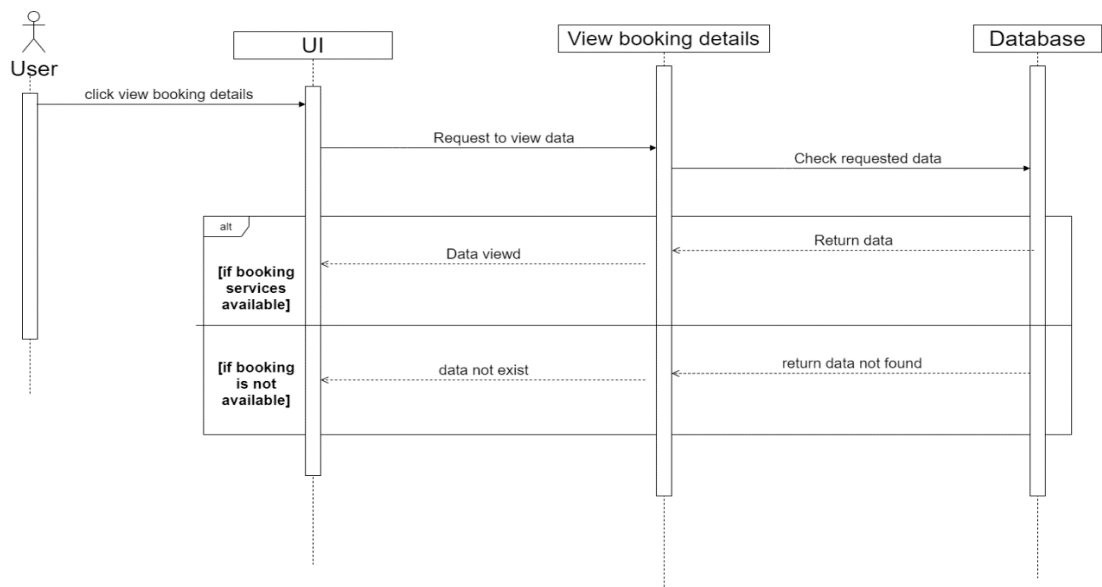 User
UI
View booking details
Database
click view booking details
Request to view data
Check requested data
alt
Return data
Data viewd
[if booking
services
available]
return data not found
data not exist
[if booking
is not
available]